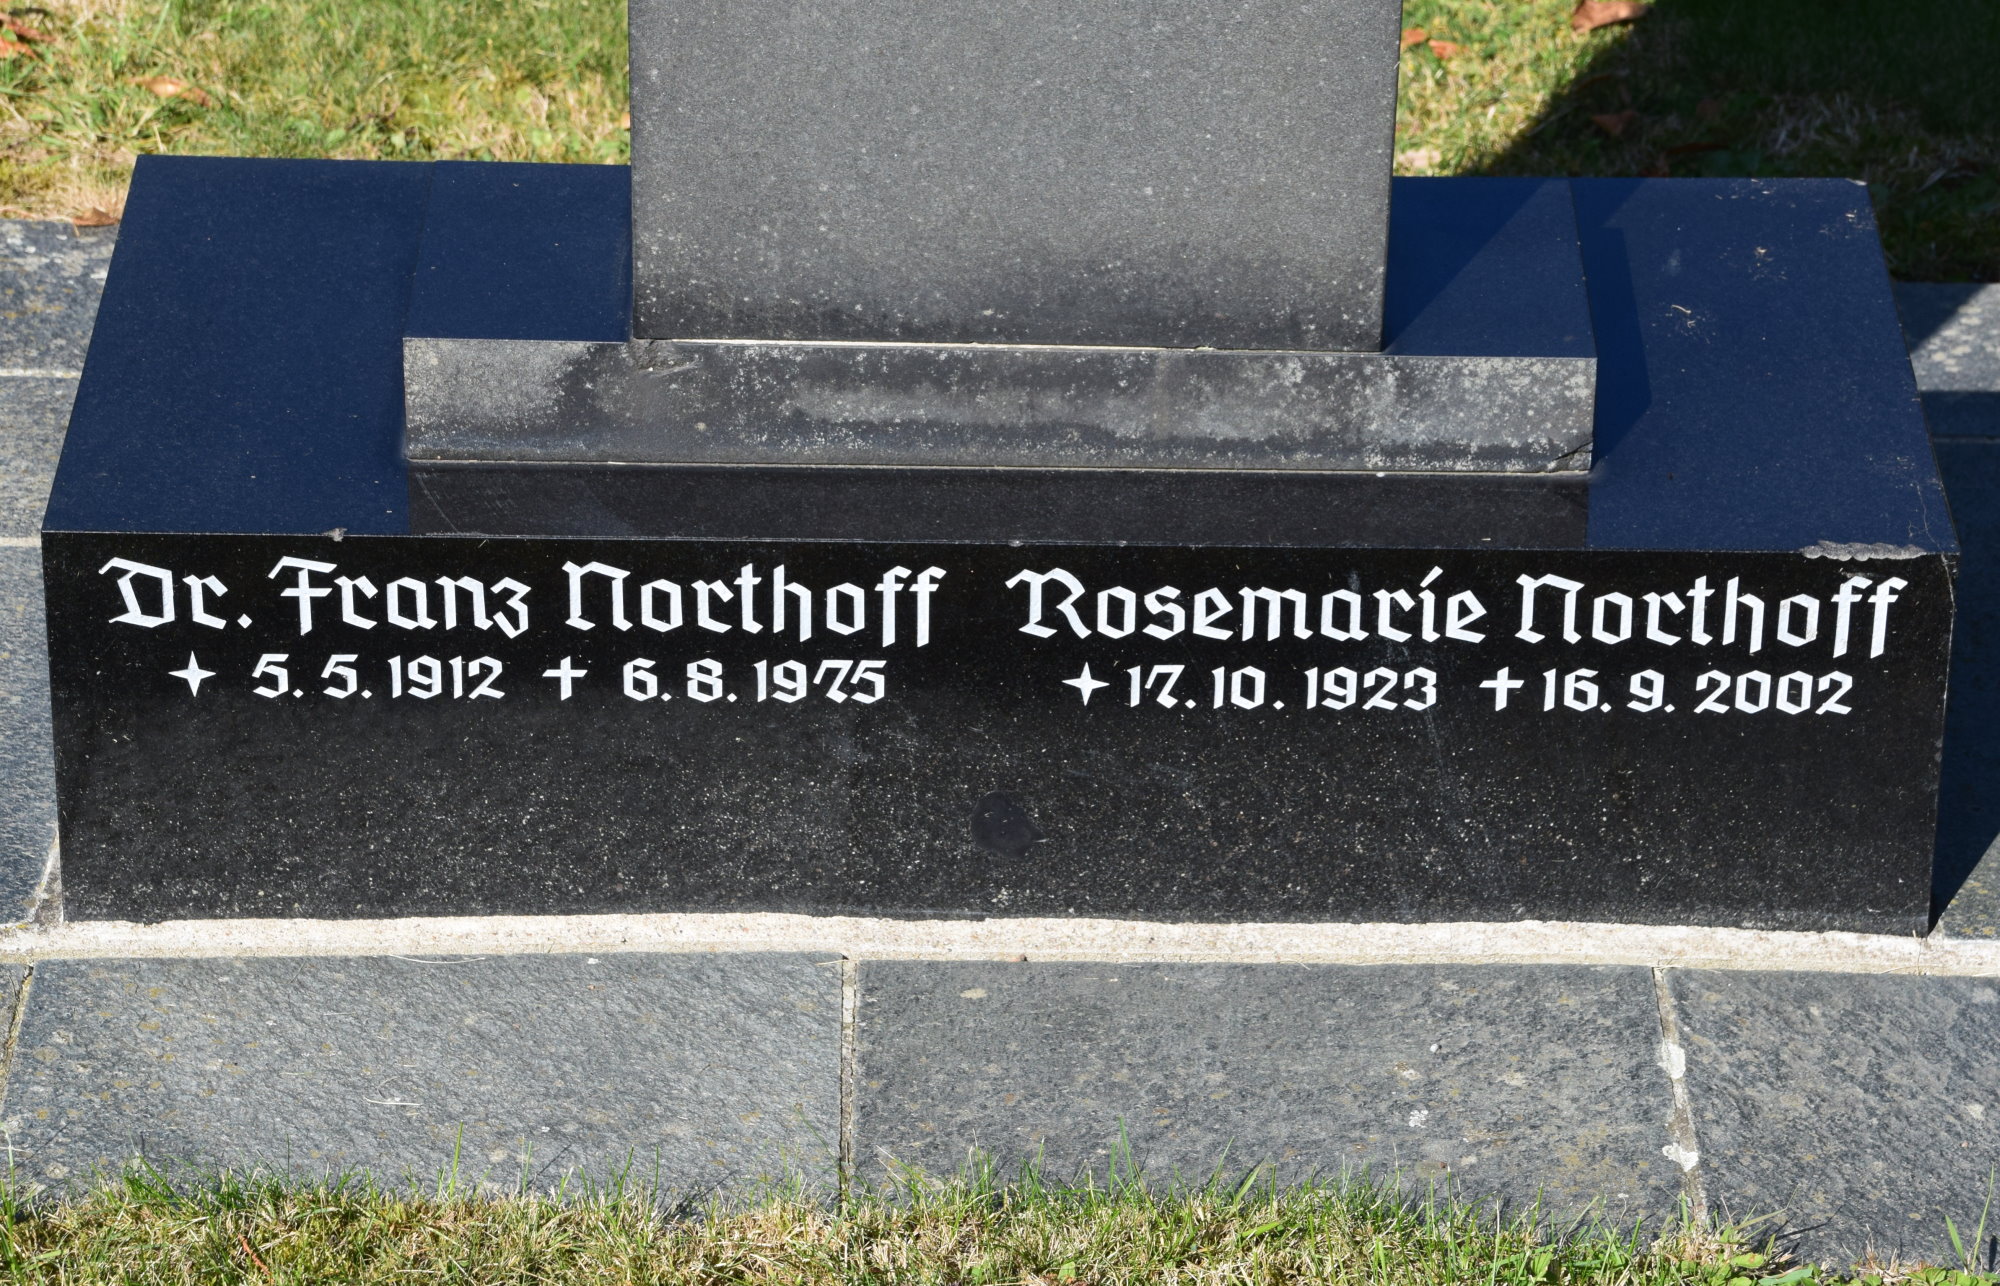 Dr. Franz Northoff Rosemarie Northoff
✦ 5.5.1912 ✝ 6.8.1975 ✦ 17.10.1923 ✝ 16.9.2002